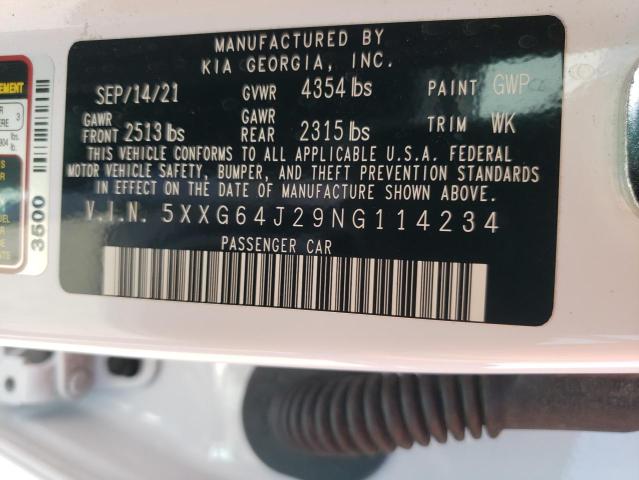 MANUFACTURED BY
KIA GEORGIA, INC.
SEP/14/21 GVWR 4354 lbs PAINT GWP
GAWR FRONT 2513 lbs GAWR REAR 2315 lbs TRIM WK
THIS VEHICLE CONFORMS TO ALL APPLICABLE U.S.A. FEDERAL
MOTOR VEHICLE SAFETY, BUMPER, AND THEFT PREVENTION STANDARDS
IN EFFECT ON THE DATE OF MANUFACTURE SHOWN ABOVE.
V.I.N. 5XXG64J29NG114234
PASSENGER CAR
3500